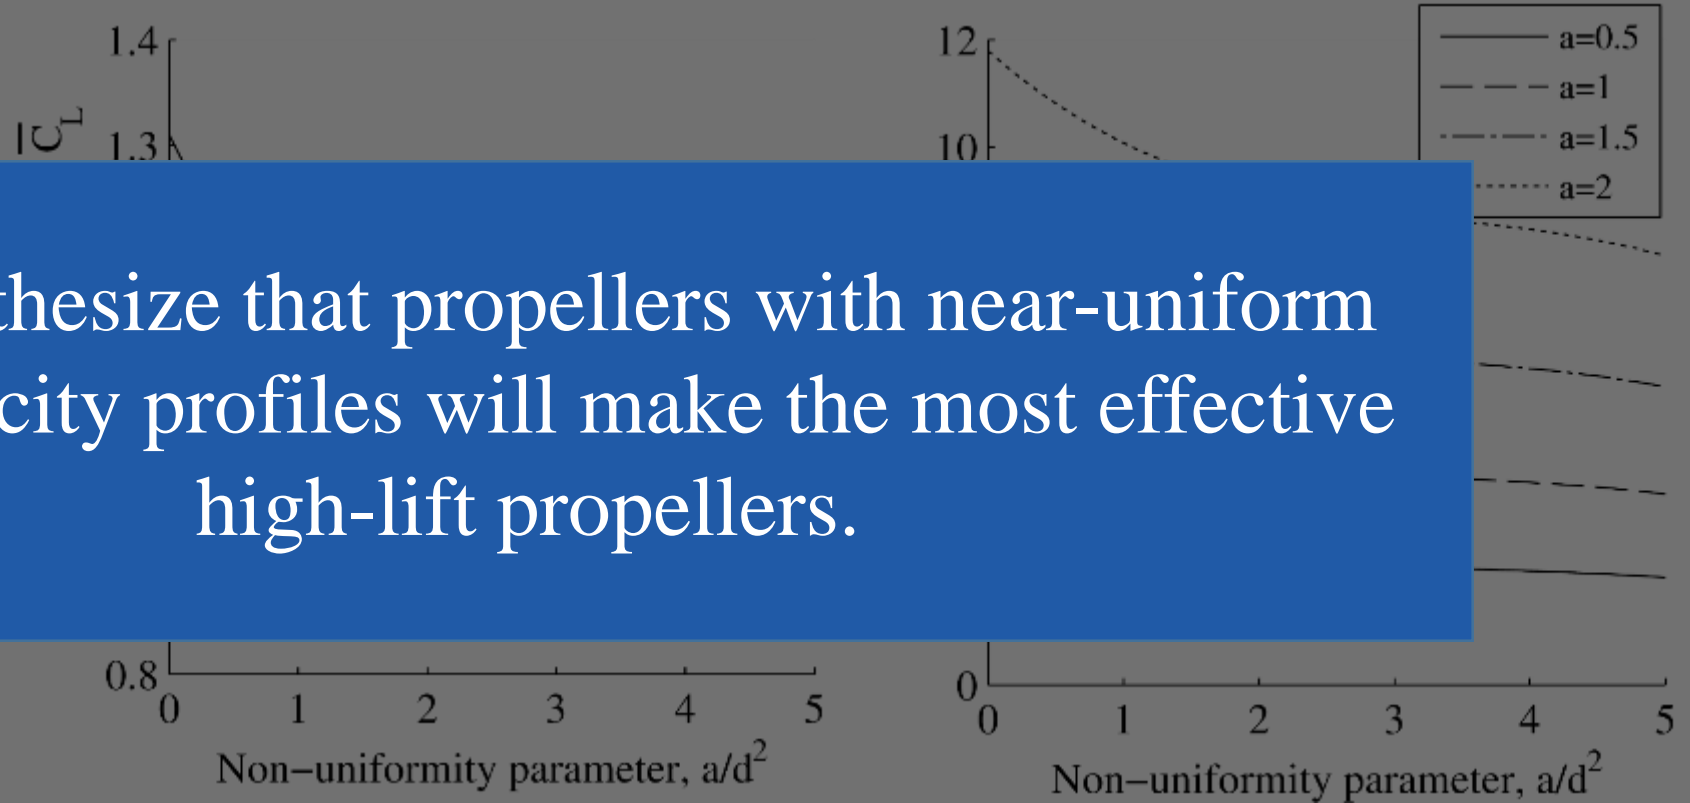 1.4
C̅L
1.3
0.8
0 1 2 3 4 5
Non−uniformity parameter, a/d²
12
10
0
0 1 2 3 4 5
Non−uniformity parameter, a/d²
a=0.5
a=1
a=1.5
a=2
thesize that propellers with near-uniform
city profiles will make the most effective
high-lift propellers.